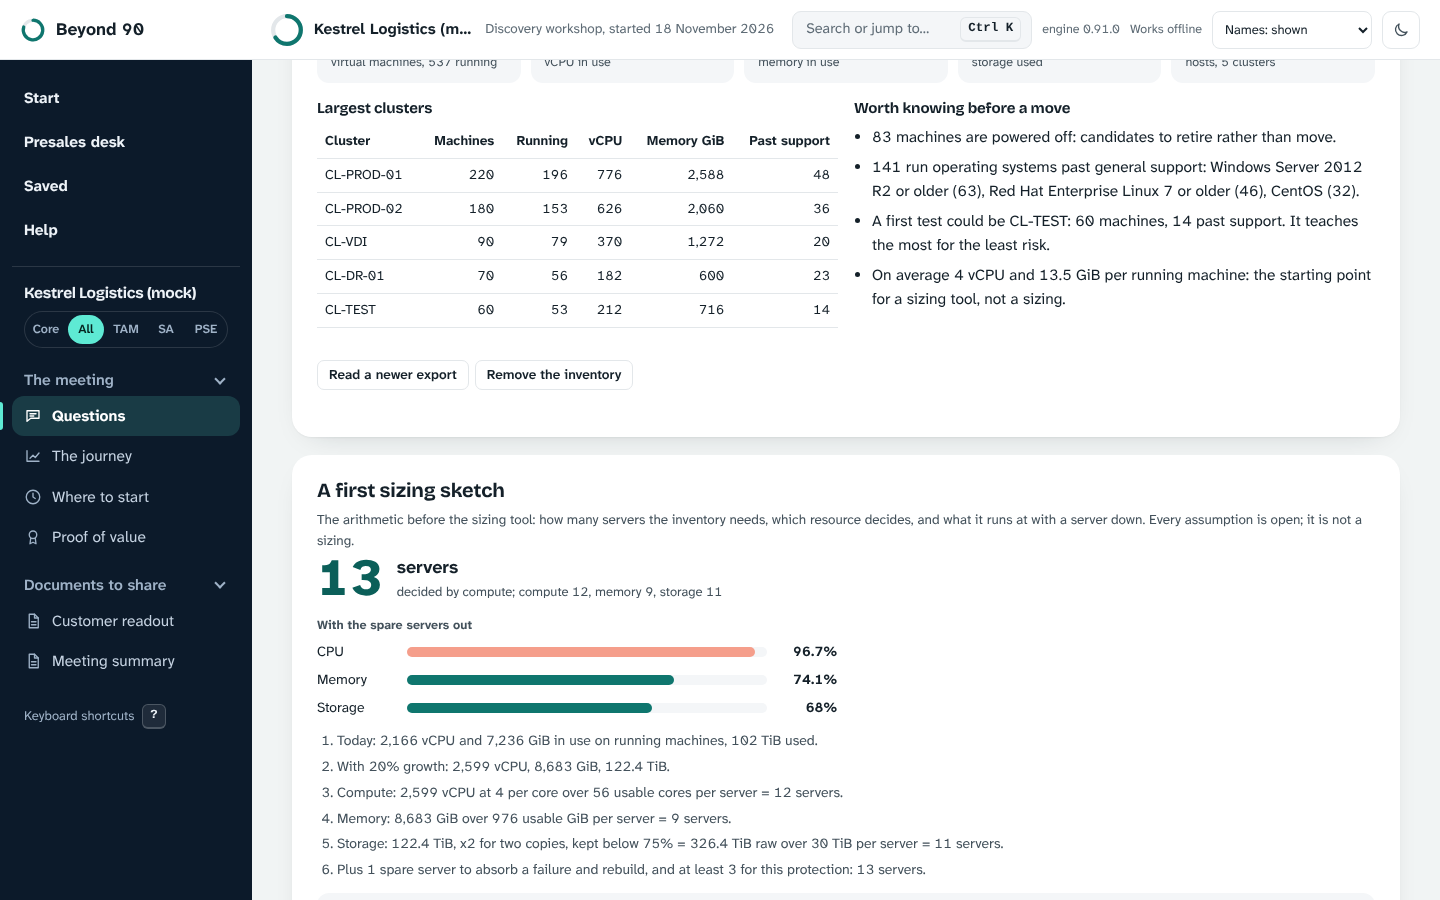 Beyond 90
Kestrel Logistics (m...
Discovery workshop, started 18 November 2026
Search or jump to...
Ctrl K
engine 0.91.0
Works offline
Names: shown
Start
Presales desk
Saved
Help
Kestrel Logistics (mock)
Core All TAM SA PSE
The meeting
Questions
The journey
Where to start
Proof of value
Documents to share
Customer readout
Meeting summary
Keyboard shortcuts ?
virtual machines, 537 running
vCPU in use
memory in use
storage used
hosts, 5 clusters
Largest clusters
Cluster Machines Running vCPU Memory GiB Past support
CL-PROD-01 220 196 776 2,588 48
CL-PROD-02 180 153 626 2,060 36
CL-VDI 90 79 370 1,272 20
CL-DR-01 70 56 182 600 23
CL-TEST 60 53 212 716 14
Worth knowing before a move
• 83 machines are powered off: candidates to retire rather than move.
• 141 run operating systems past general support: Windows Server 2012
R2 or older (63), Red Hat Enterprise Linux 7 or older (46), CentOS (32).
• A first test could be CL-TEST: 60 machines, 14 past support. It teaches
the most for the least risk.
• On average 4 vCPU and 13.5 GiB per running machine: the starting point
for a sizing tool, not a sizing.
Read a newer export
Remove the inventory
A first sizing sketch
The arithmetic before the sizing tool: how many servers the inventory needs, which resource decides, and what it runs at with a server down. Every assumption is open; it is not a
sizing.
13 servers
decided by compute; compute 12, memory 9, storage 11
With the spare servers out
CPU 96.7%
Memory 74.1%
Storage 68%
1. Today: 2,166 vCPU and 7,236 GiB in use on running machines, 102 TiB used.
2. With 20% growth: 2,599 vCPU, 8,683 GiB, 122.4 TiB.
3. Compute: 2,599 vCPU at 4 per core over 56 usable cores per server = 12 servers.
4. Memory: 8,683 GiB over 976 usable GiB per server = 9 servers.
5. Storage: 122.4 TiB, x2 for two copies, kept below 75% = 326.4 TiB raw over 30 TiB per server = 11 servers.
6. Plus 1 spare server to absorb a failure and rebuild, and at least 3 for this protection: 13 servers.